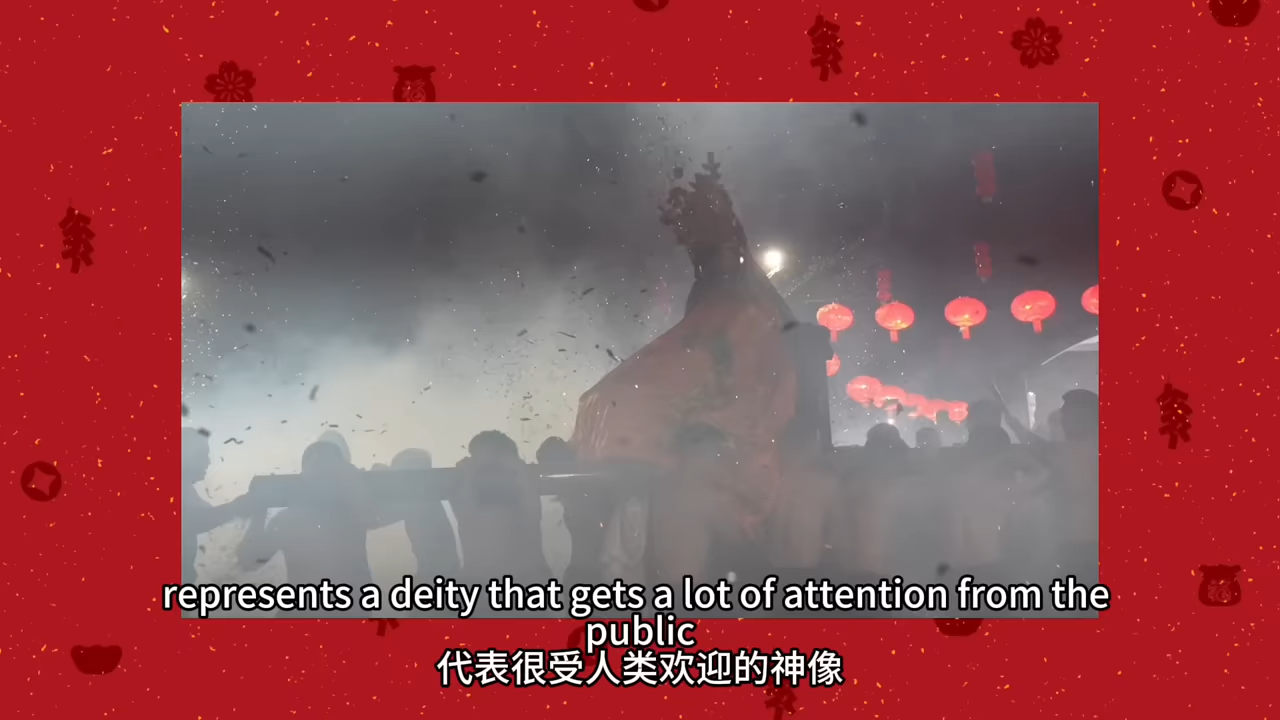 represents a deity that gets a lot of attention from the
public
代表很受人类欢迎的神像